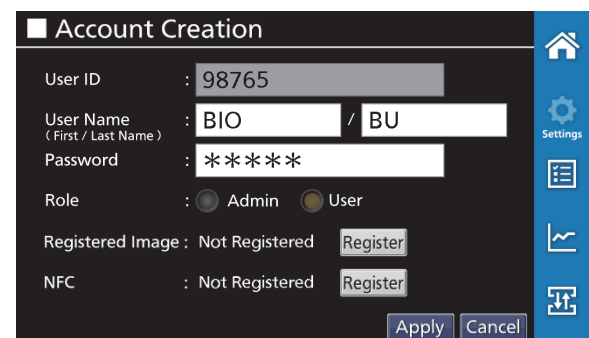 Account Creation
User ID : 98765
User Name : BIO / BU
( First / Last Name )
Password : *****
Role : Admin User
Registered Image : Not Registered Register
NFC : Not Registered Register
Apply Cancel
Settings